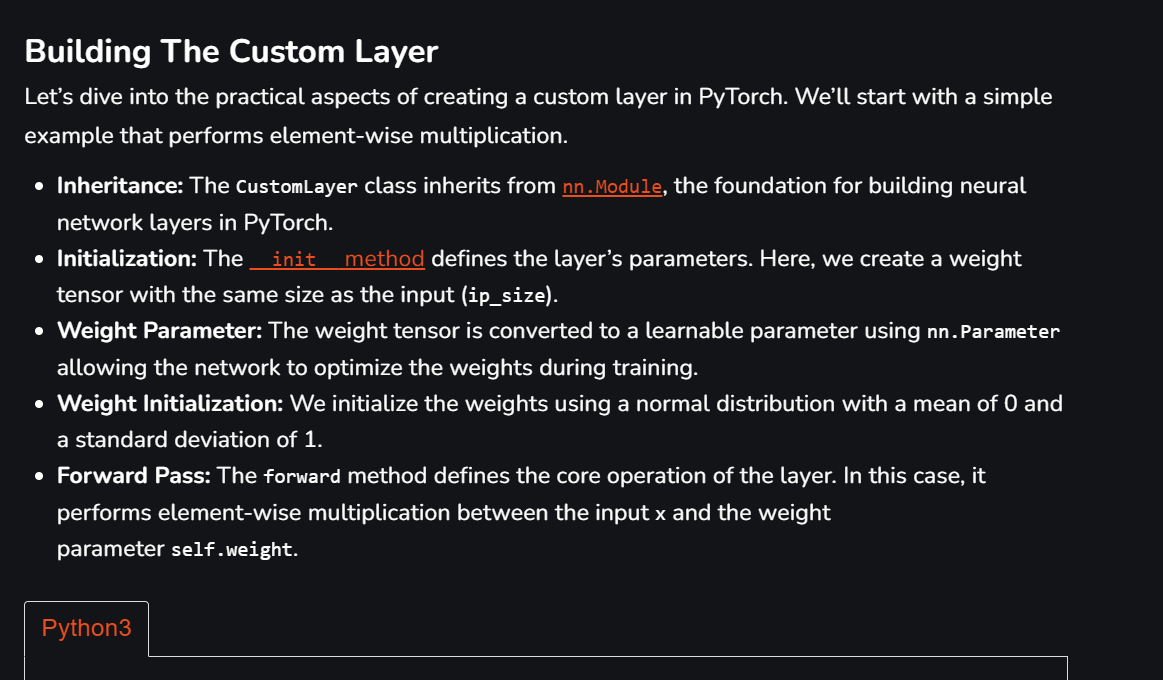 Building The Custom Layer
Let’s dive into the practical aspects of creating a custom layer in PyTorch. We’ll start with a simple
example that performs element-wise multiplication.
• Inheritance: The CustomLayer class inherits from nn.Module, the foundation for building neural
network layers in PyTorch.
• Initialization: The __init__ method defines the layer’s parameters. Here, we create a weight
tensor with the same size as the input (ip_size).
• Weight Parameter: The weight tensor is converted to a learnable parameter using nn.Parameter
allowing the network to optimize the weights during training.
• Weight Initialization: We initialize the weights using a normal distribution with a mean of 0 and
a standard deviation of 1.
• Forward Pass: The forward method defines the core operation of the layer. In this case, it
performs element-wise multiplication between the input x and the weight
parameter self.weight.
Python3